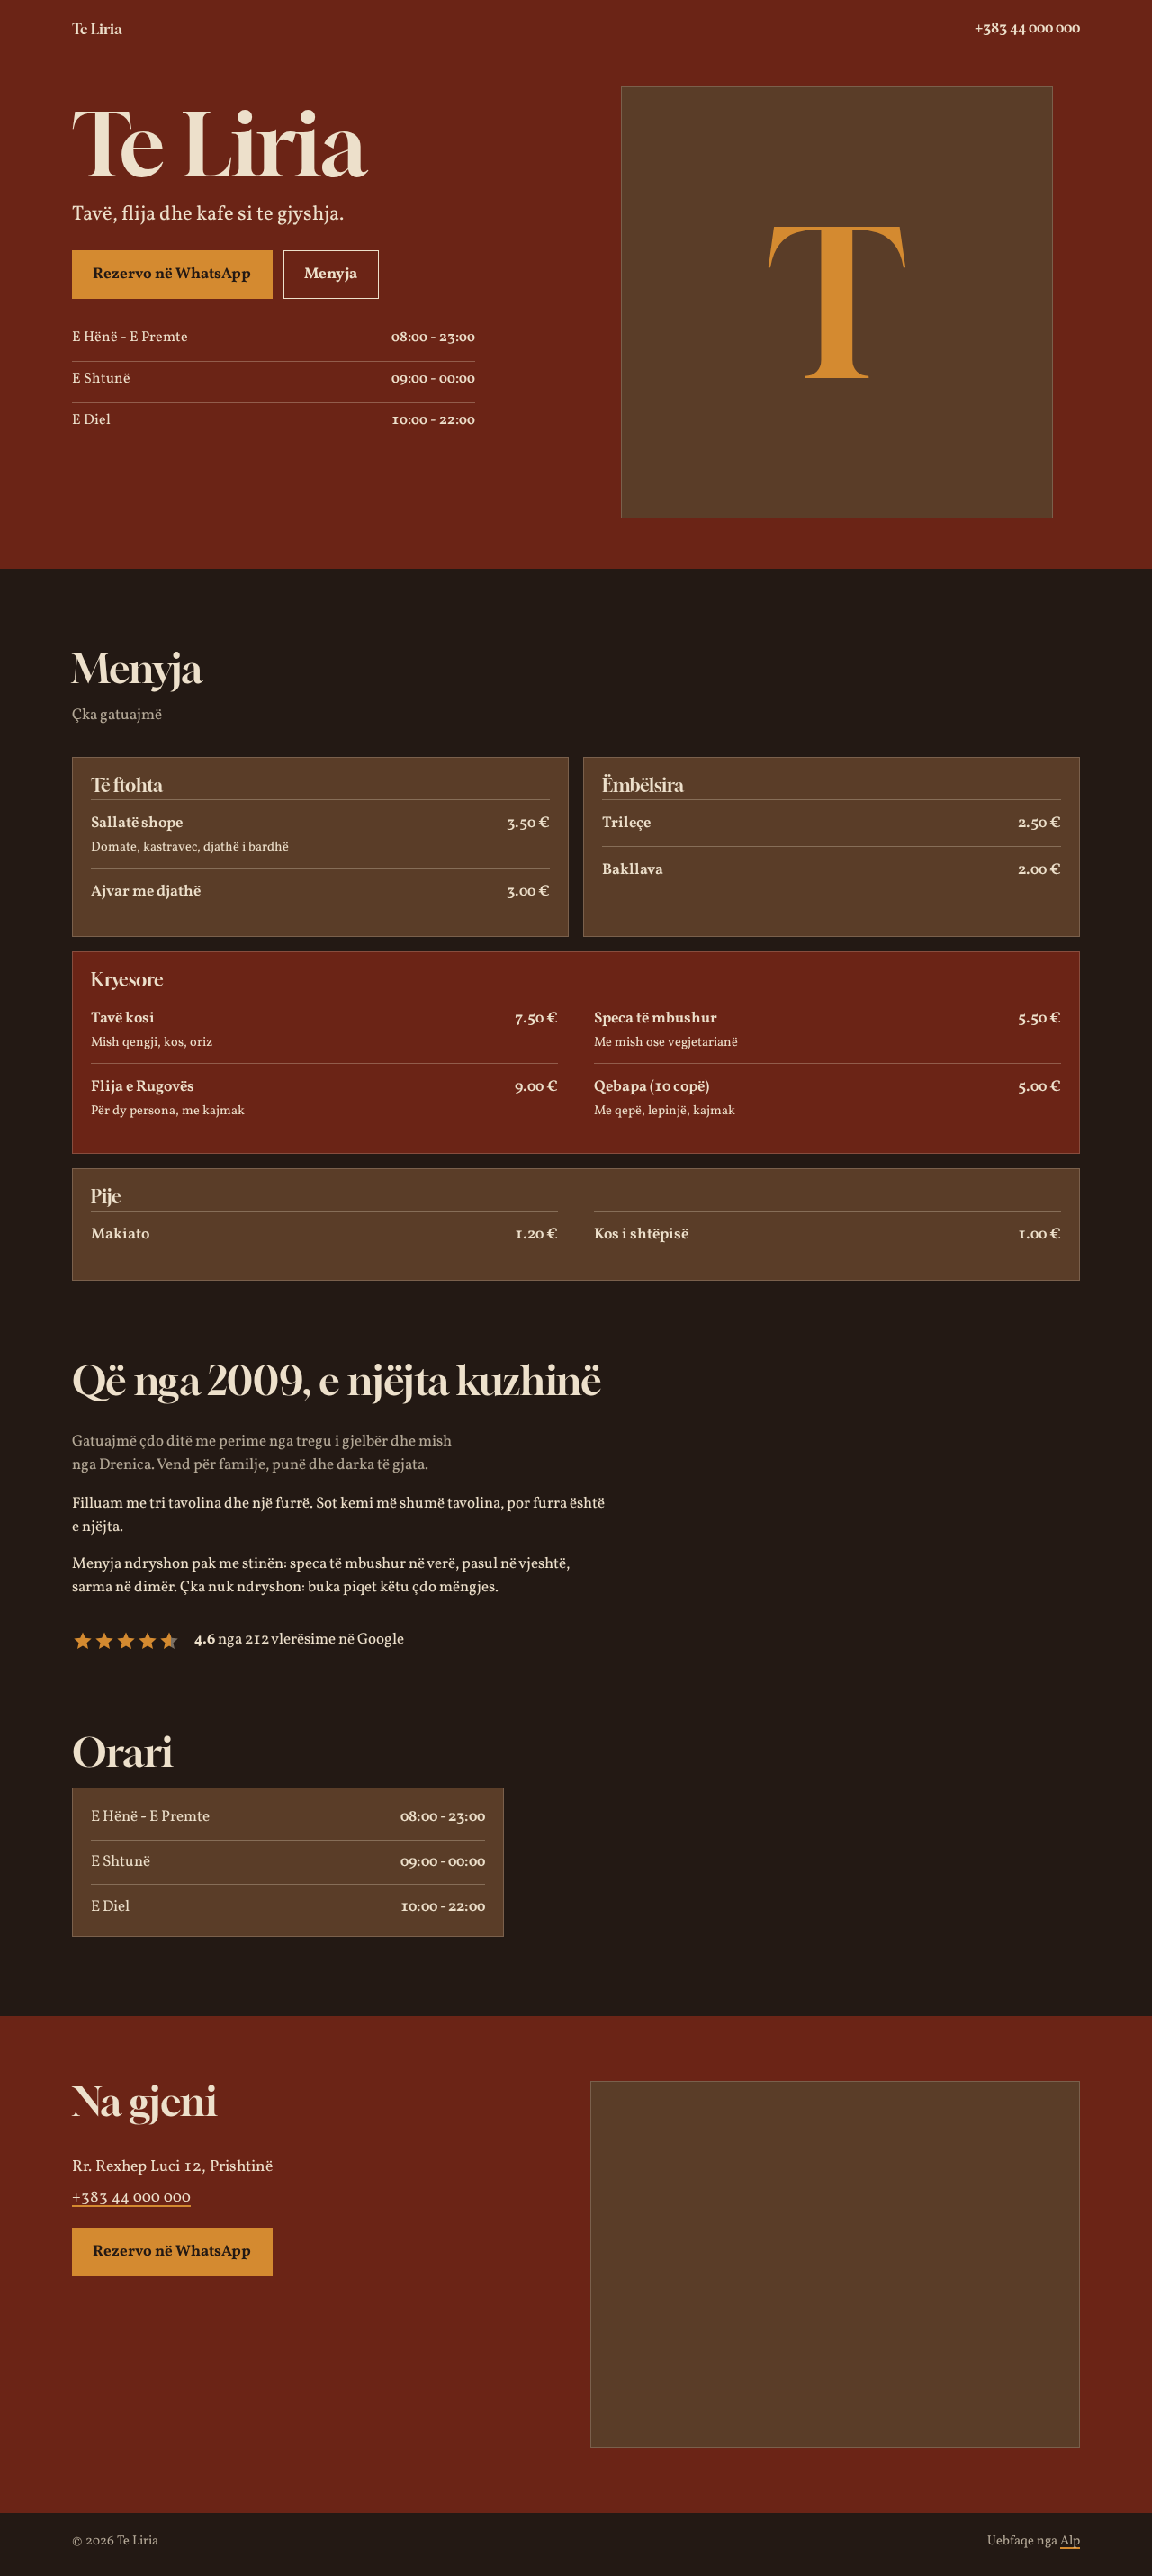 Te Liria
+383 44 000 000
Te Liria
Tavë, flija dhe kafe si te gjyshja.
Rezervo në WhatsApp
Menyja
E Hënë - E Premte 08:00 - 23:00
E Shtunë 09:00 - 00:00
E Diel 10:00 - 22:00
T
Menyja
Çka gatuajmë
Të ftohta
Sallatë shope 3.50 €
Domate, kastravec, djathë i bardhë
Ajvar me djathë 3.00 €
Ëmbëlsira
Trileçe 2.50 €
Bakllava 2.00 €
Kryesore
Tavë kosi 7.50 €
Mish qengji, kos, oriz
Flija e Rugovës 9.00 €
Për dy persona, me kajmak
Speca të mbushur 5.50 €
Me mish ose vegjetarianë
Qebapa (10 copë) 5.00 €
Me qepë, lepinjë, kajmak
Pije
Makiato 1.20 €
Kos i shtëpisë 1.00 €
Që nga 2009, e njëjta kuzhinë
Gatuajmë çdo ditë me perime nga tregu i gjelbër dhe mish
nga Drenica. Vend për familje, punë dhe darka të gjata.
Filluam me tri tavolina dhe një furrë. Sot kemi më shumë tavolina, por furra është
e njëjta.
Menyja ndryshon pak me stinën: speca të mbushur në verë, pasul në vjeshtë,
sarma në dimër. Çka nuk ndryshon: buka piqet këtu çdo mëngjes.
4.6 nga 212 vlerësime në Google
Orari
E Hënë - E Premte 08:00 - 23:00
E Shtunë 09:00 - 00:00
E Diel 10:00 - 22:00
Na gjeni
Rr. Rexhep Luci 12, Prishtinë
+383 44 000 000
Rezervo në WhatsApp
© 2026 Te Liria
Uebfaqe nga Alp